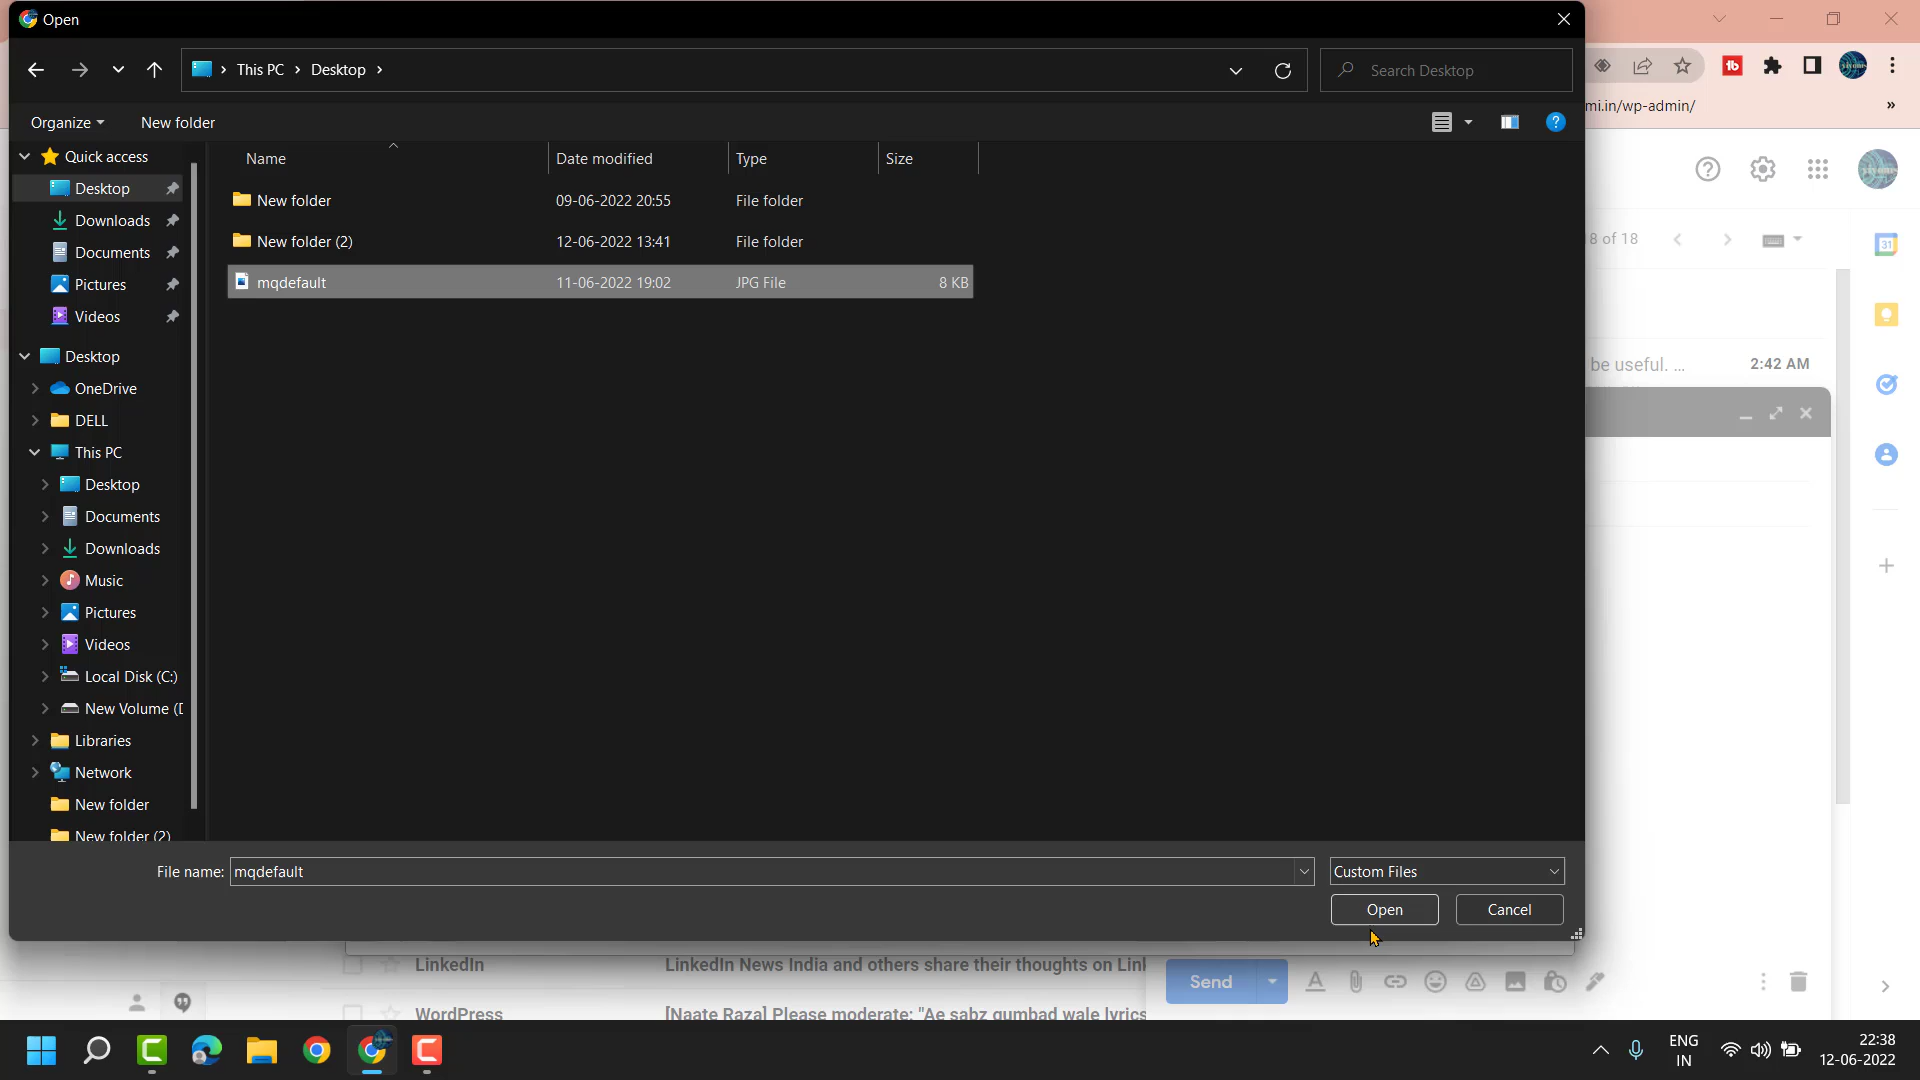 Open
This PC
Desktop
Search Desktop
Organize
New folder
mi.in/wp-admin/
Name
Date modified
Type
Size
New folder
09-06-2022 20:55
File folder
New folder (2)
12-06-2022 13:41
File folder
mqdefault
11-06-2022 19:02
JPG File
8 KB
Quick access
Desktop
Downloads
Documents
Pictures
Videos
Desktop
OneDrive
DELL
This PC
Desktop
Documents
Downloads
Music
Pictures
Videos
Local Disk (C:)
New Volume (
Libraries
Network
New folder
New folder (2)
8 of 18
31
be useful. ...
2:42 AM
File name:
mqdefault
Custom Files
Open
Cancel
LinkedIn
LinkedIn News India and others share their thoughts on
WordPress
[Naate Raza] Please moderate: "Ae sabz gumbad wale lyrics
Send
ENG
IN
22:38
12-06-2022